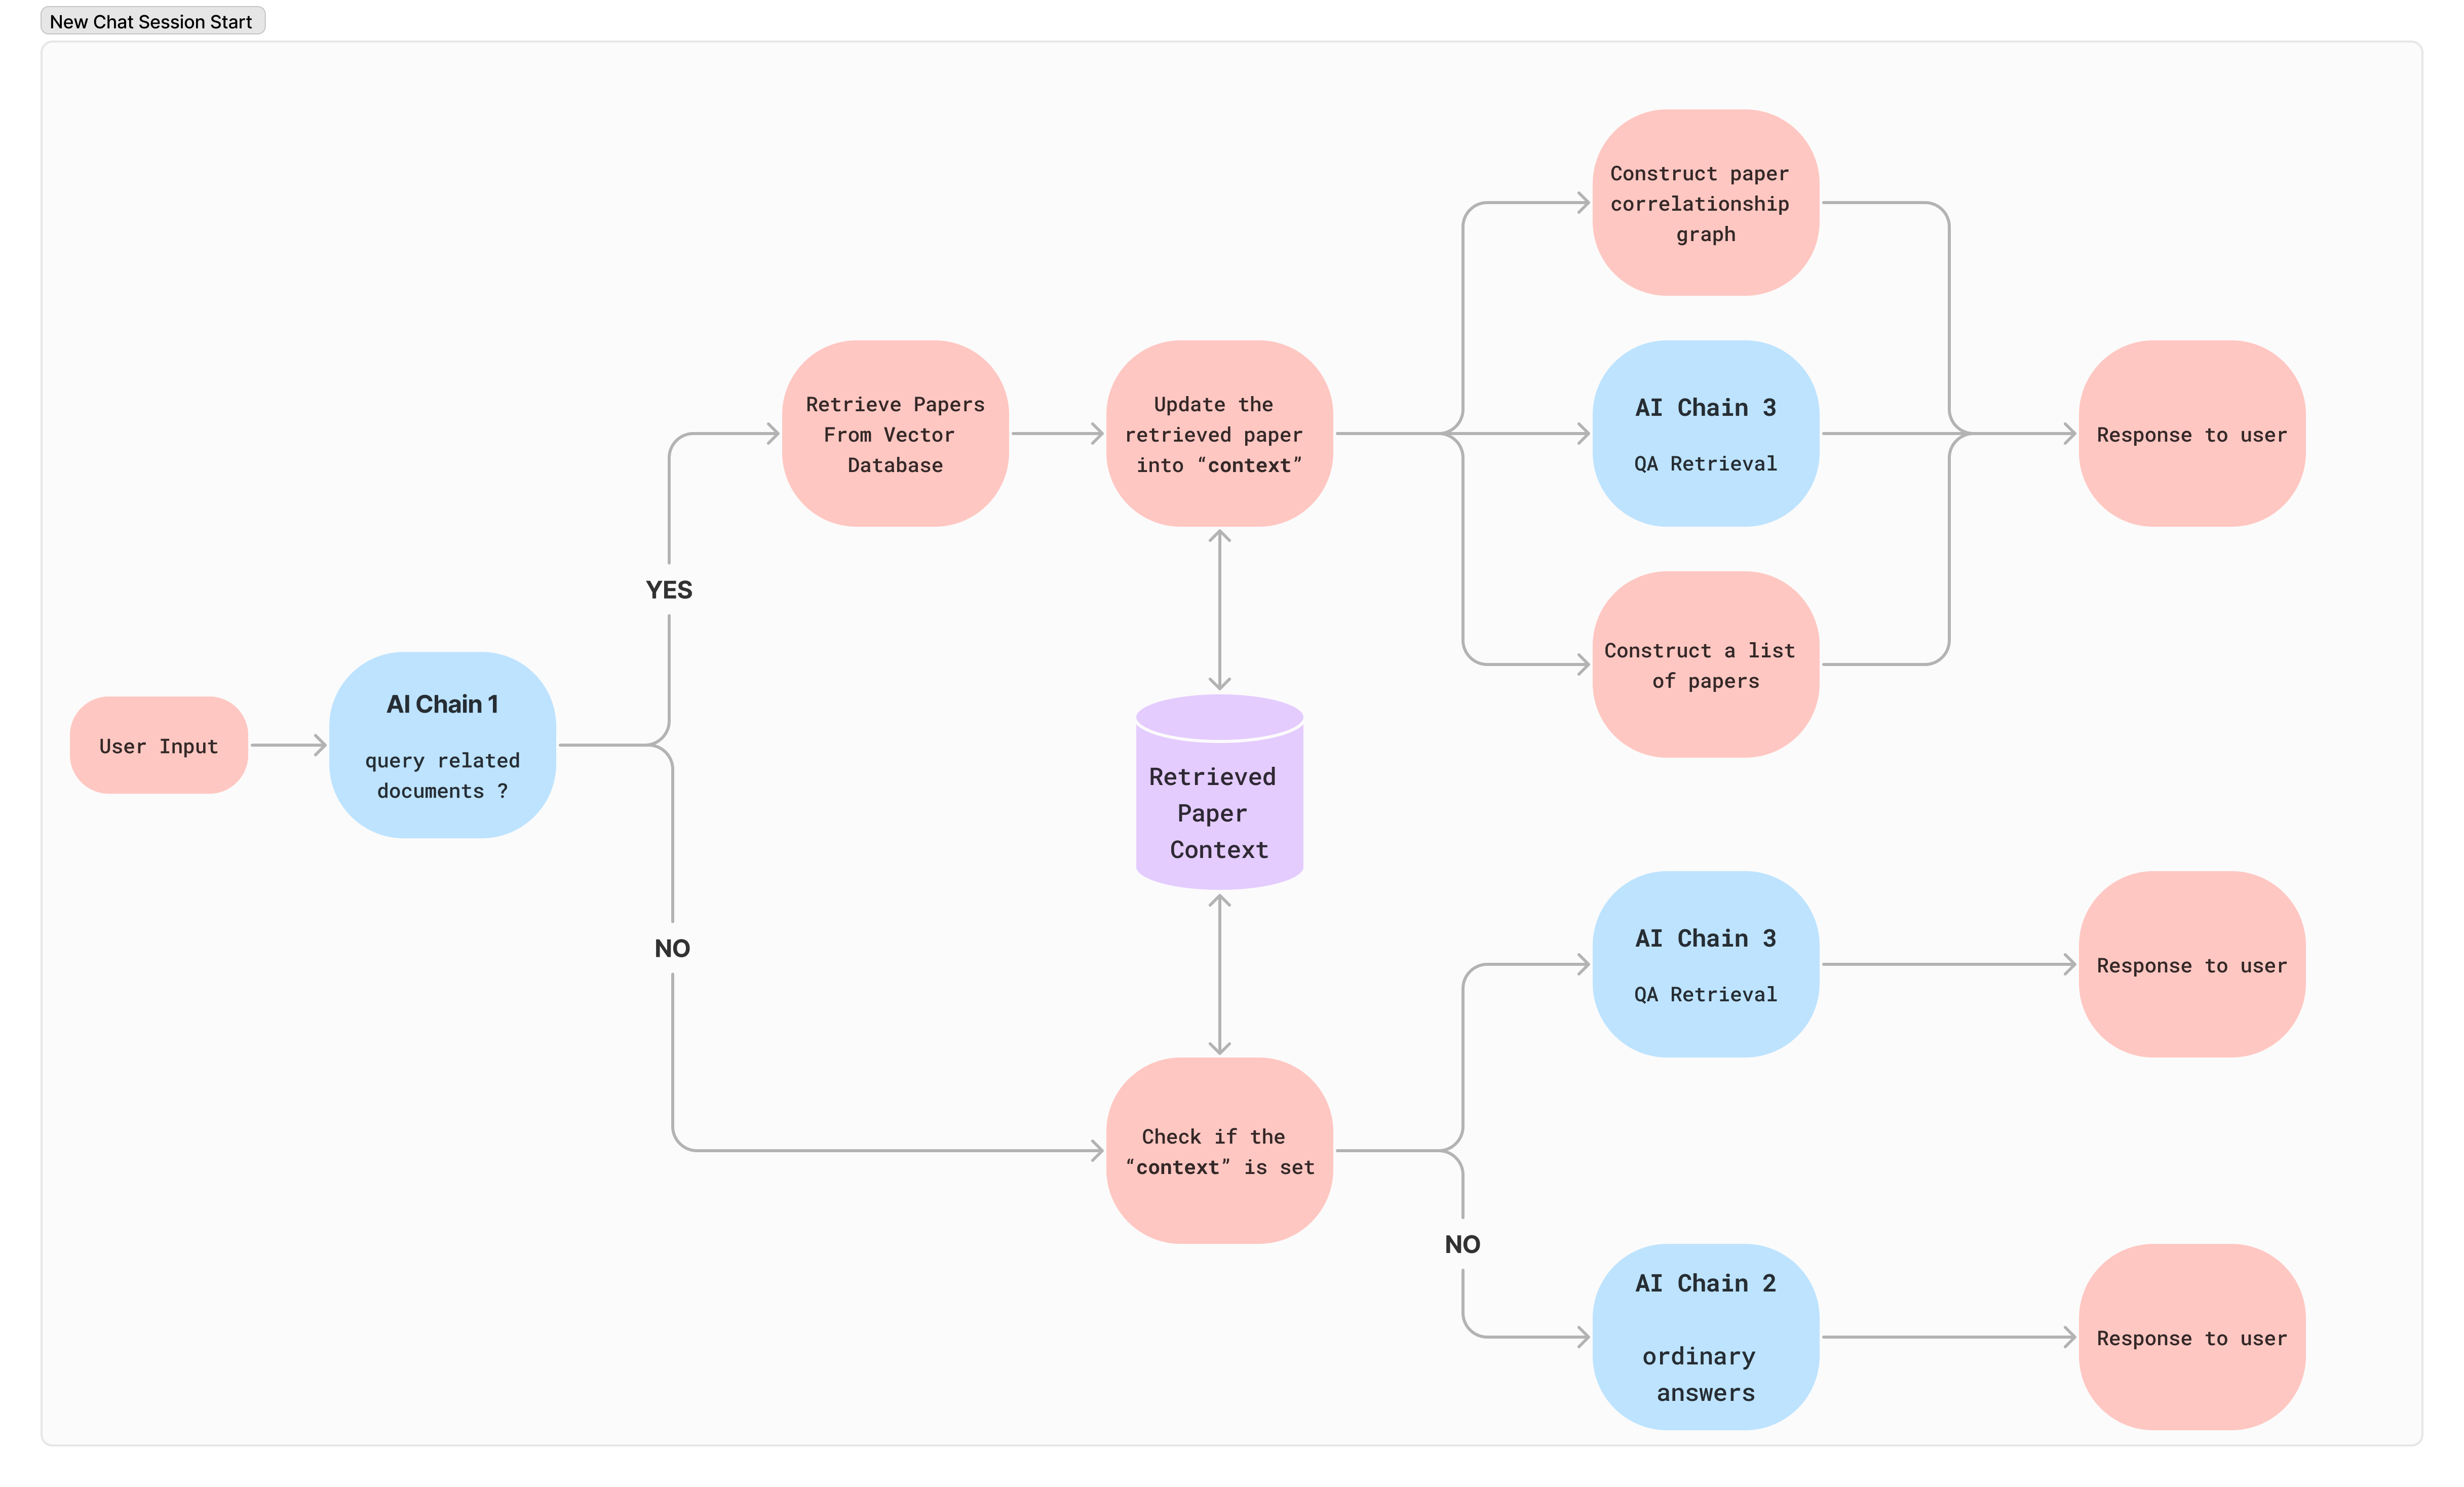 New Chat Session Start
Construct paper
correlationship
graph
Retrieve Papers
From Vector
Database
Update the
retrieved paper
into “context”
AI Chain 3
QA Retrieval
Response to user
YES
Construct a list
of papers
User Input
AI Chain 1
query related
documents ?
Retrieved
Paper
Context
NO
AI Chain 3
QA Retrieval
Response to user
Check if the
“context” is set
NO
AI Chain 2
ordinary
answers
Response to user